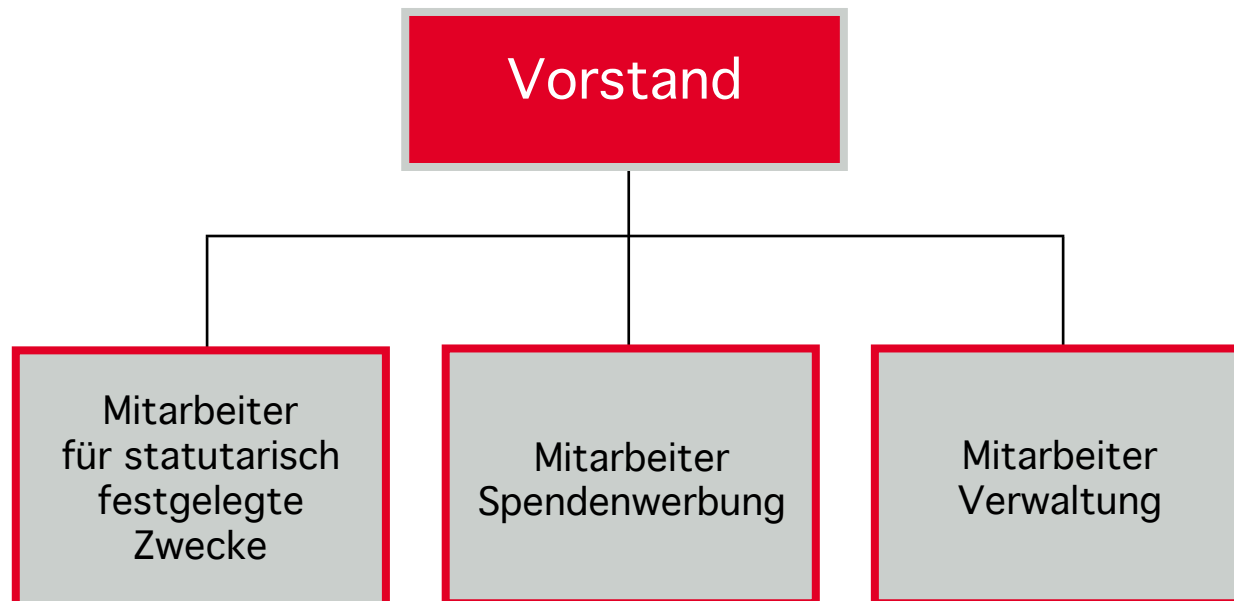 Vorstand
Mitarbeiter
für statutarisch
festgelegte
Zwecke
Mitarbeiter
Spendenwerbung
Mitarbeiter
Verwaltung